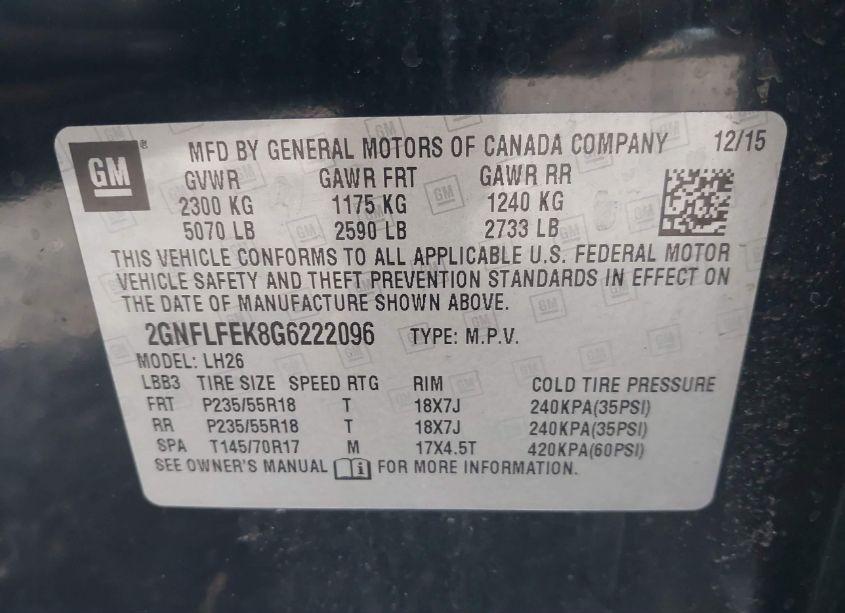 GM ® MFD BY GENERAL MOTORS OF CANADA COMPANY 12/15
GVWR GAWR FRT GAWR RR
2300 KG 1175 KG 1240 KG
5070 LB 2590 LB 2733 LB
THIS VEHICLE CONFORMS TO ALL APPLICABLE U.S. FEDERAL MOTOR
VEHICLE SAFETY AND THEFT PREVENTION STANDARDS IN EFFECT ON
THE DATE OF MANUFACTURE SHOWN ABOVE.
2GNFLFEK8G6222096 TYPE: M.P.V.
MODEL: LH26
LBB3 TIRE SIZE SPEED RTG RIM COLD TIRE PRESSURE
FRT P235/55R18 T 18X7J 240KPA(35PSI)
RR P235/55R18 T 18X7J 240KPA(35PSI)
SPA T145/70R17 M 17X4.5T 420KPA(60PSI)
SEE OWNER'S MANUAL i FOR MORE INFORMATION.